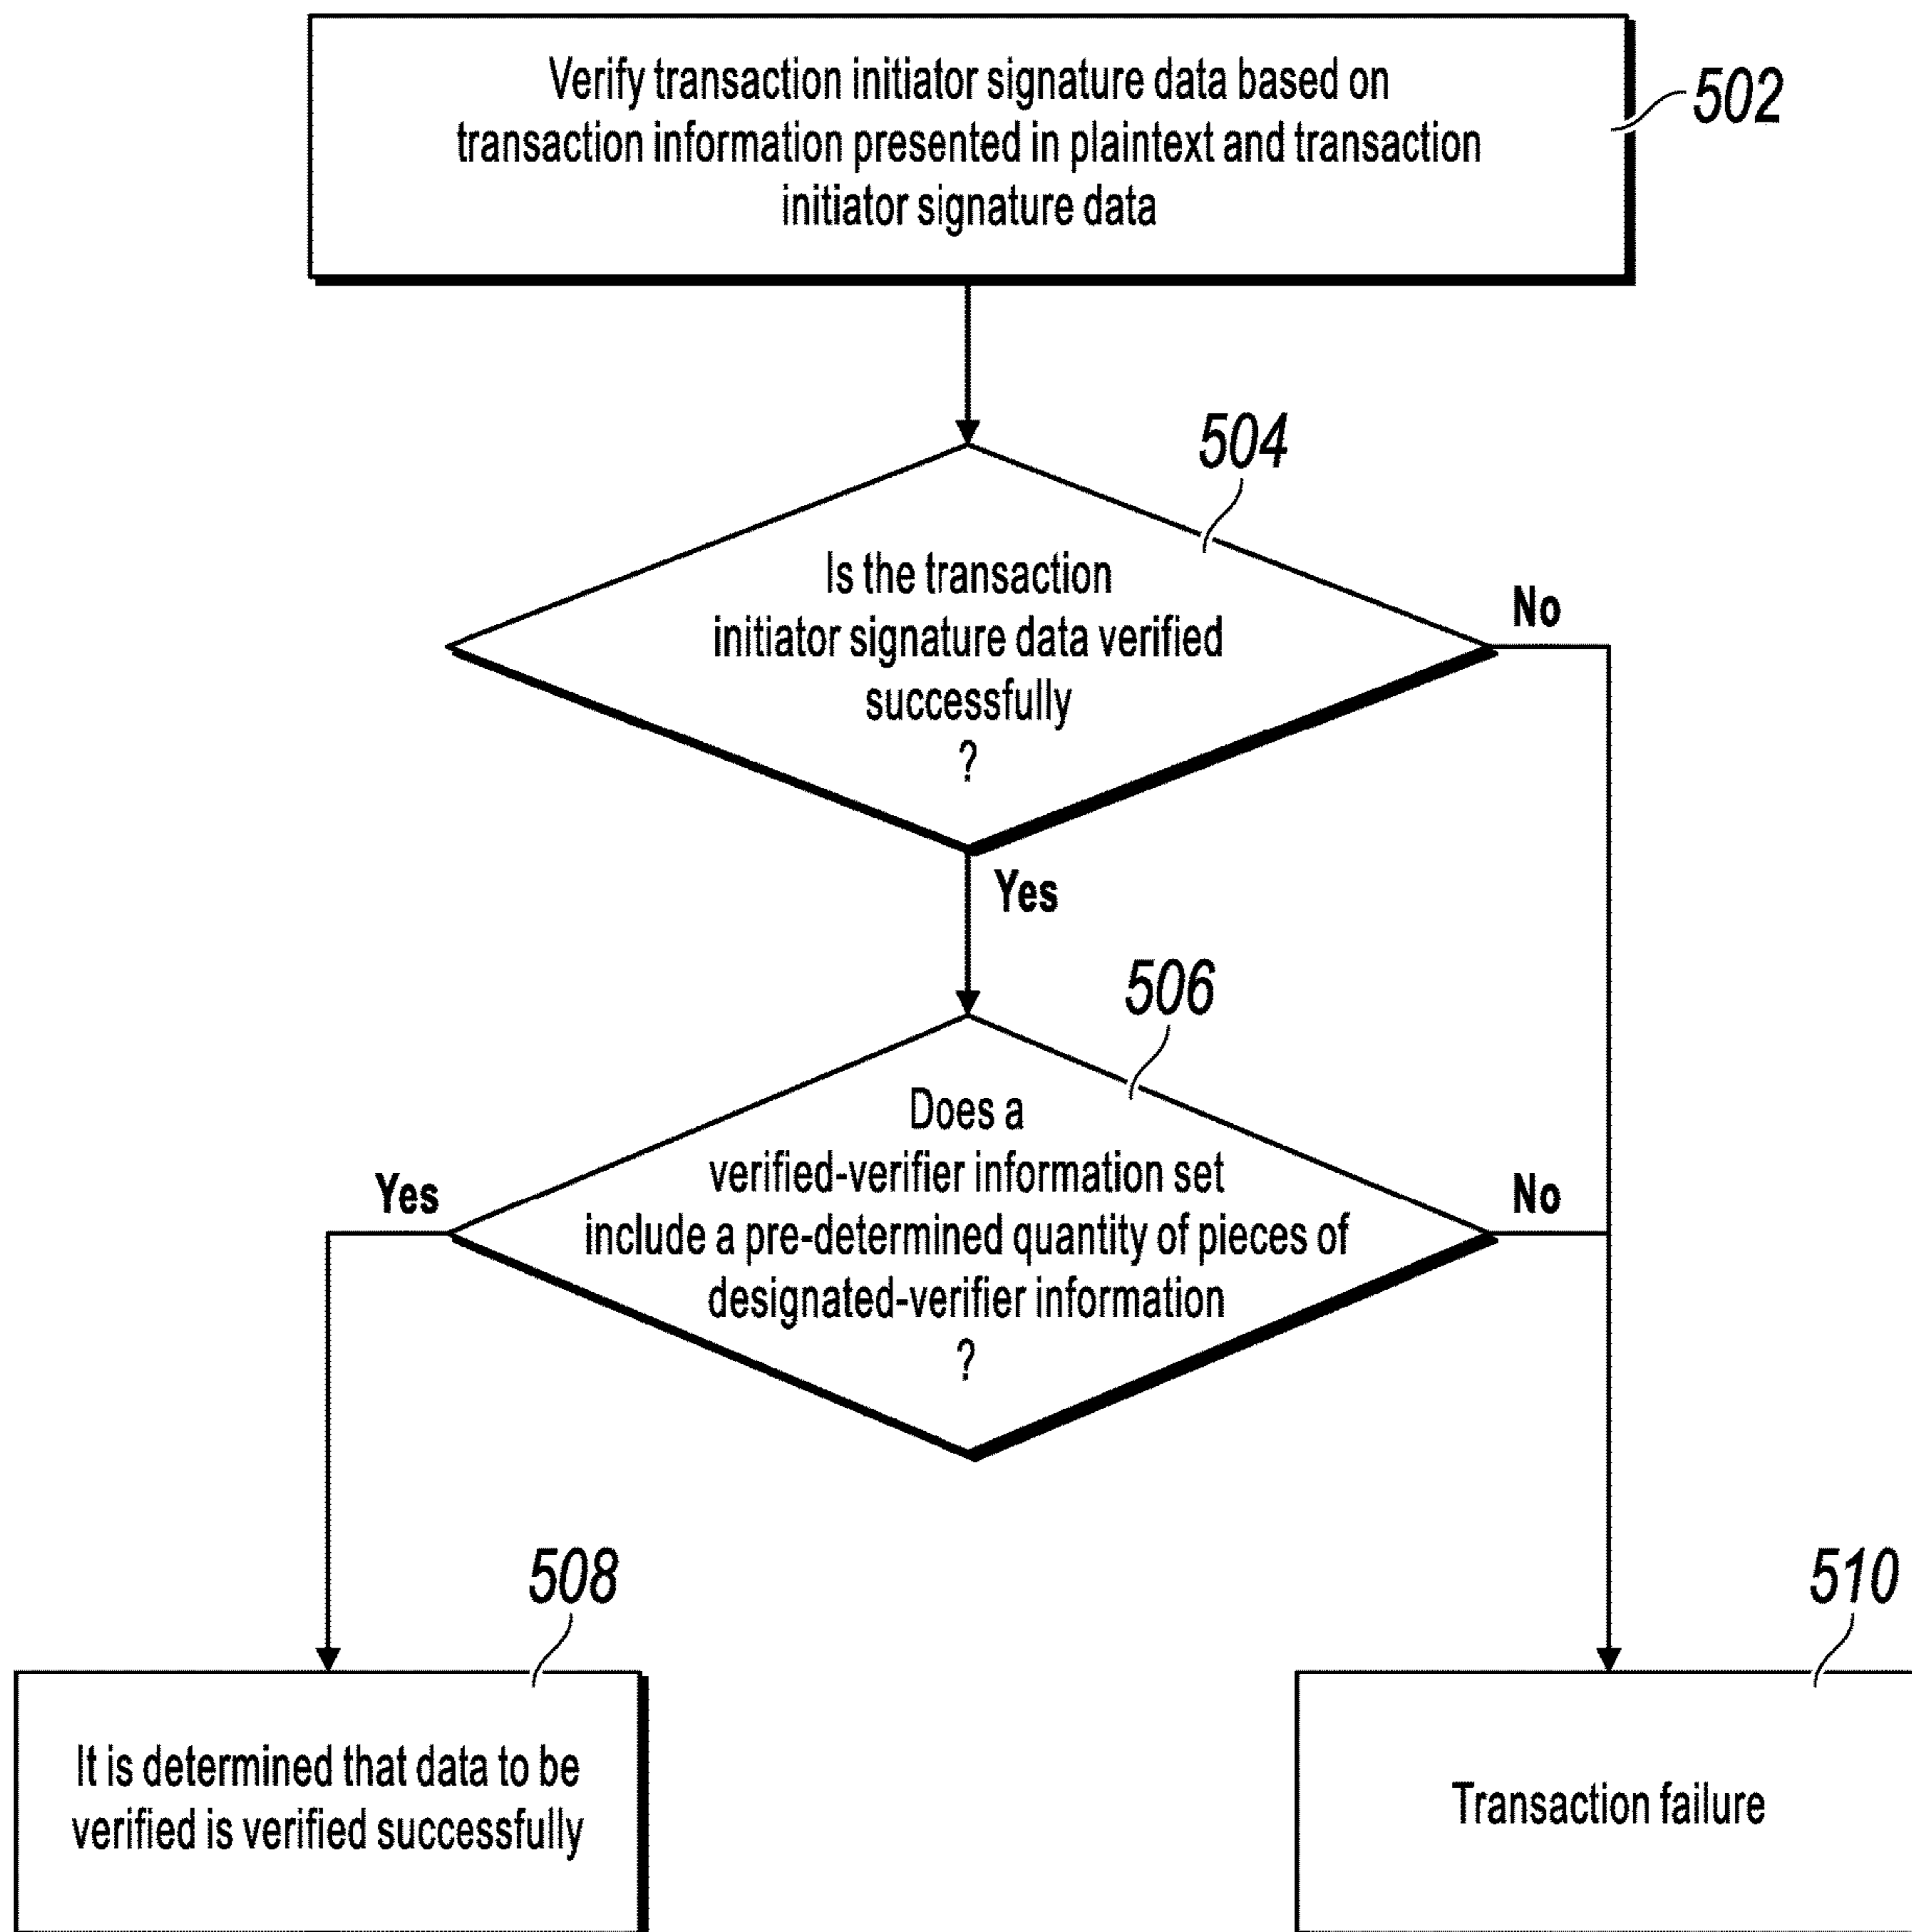 Verify transaction initiator signature data based on
transaction information presented in plaintext and transaction
initiator signature data
502
504
Is the transaction
initiator signature data verified
successfully
?
No
Yes
506
Does a
verified-verifier information set
include a pre-determined quantity of pieces of
designated-verifier information
?
Yes
No
508
It is determined that data to be
verified is verified successfully
510
Transaction failure